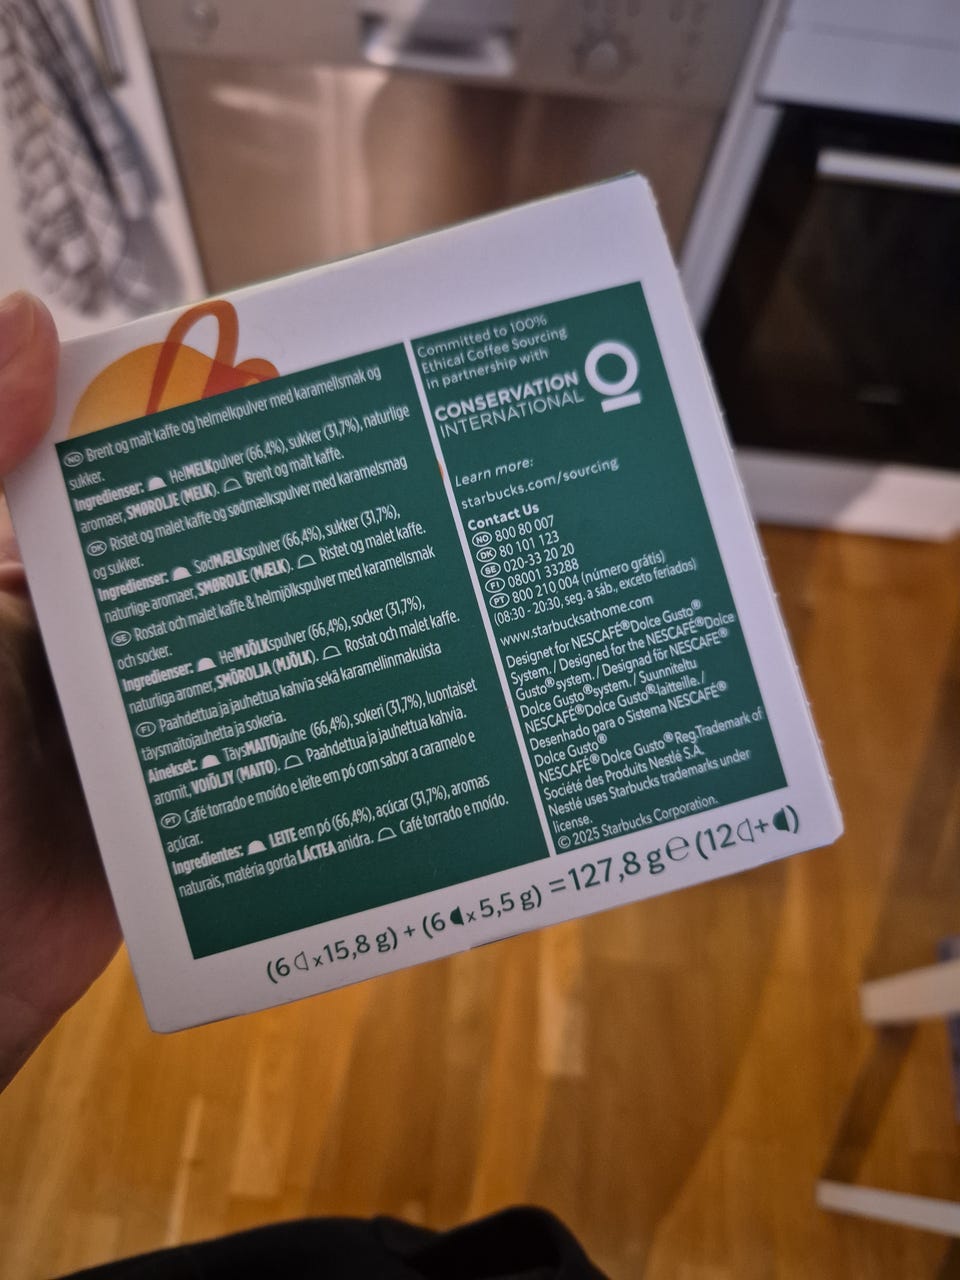 NO Brent og malt kaffe og helmelkpulver med karamellsmak og
sukker.
Ingredienser: HelMELKpulver (66,4%), sukker (31,7%), naturlige
aromaer, SMØROLJE (MELK). Brent og malt kaffe.
DK Ristet og malet kaffe og sødmælkspulver med karamelsmag
og sukker.
Ingredienser: SødMÆLKspulver (66,4%), sukker (31,7%),
naturlige aromaer, SMØROLIE (MÆLK). Ristet og malet kaffe.
SE Rostat och malet kaffe & helmjölkspulver med karamellsmak
och socker.
Ingredienser: HelMJÖLKspulver (66,4%), socker (31,7%),
naturliga aromer, SMÖROLJA (MJÖLK). Rostat och malet kaffe.
FI Paahdettua ja jauhettua kahvia sekä karamellinmakuista
täysmaitojauhetta ja sokeria.
Ainekset: TäysMAITOjauhe (66,4%), sokeri (31,7%), luontaiset
aromit, VOIÖLJY (MAITO). Paahdettua ja jauhettua kahvia.
PT Café torrado e moído e leite em pó com sabor a caramelo e
açúcar.
Ingredientes: LEITE em pó (66,4%), açúcar (31,7%), aromas
naturais, matéria gorda LÁCTEA anidra. Café torrado e moído.
Committed to 100%
Ethical Coffee Sourcing
in partnership with
CONSERVATION
INTERNATIONAL
Learn more:
starbucks.com/sourcing
Contact Us
NO 800 80 007
DK 80 101 123
SE 020-33 20 20
FI 08001 33288
PT 800 210 004 (número grátis)
(08:30 - 20:30, seg. a sáb., exceto feriados)
www.starbucksathome.com
Designet for NESCAFÉ® Dolce Gusto®
System. / Designed for the NESCAFÉ® Dolce
Gusto® system. / Designad för NESCAFÉ®
Dolce Gusto® system. / Suunniteltu
NESCAFÉ® Dolce Gusto® laitteille. /
Desenhado para o Sistema NESCAFÉ®
Dolce Gusto®
NESCAFÉ® Dolce Gusto® Reg.Trademark of
Société des Produits Nestlé S.A.
Nestlé uses Starbucks trademarks under
license.
© 2025 Starbucks Corporation.
(6 x 15,8 g) + (6 x 5,5 g) = 127,8 g e (12 + )